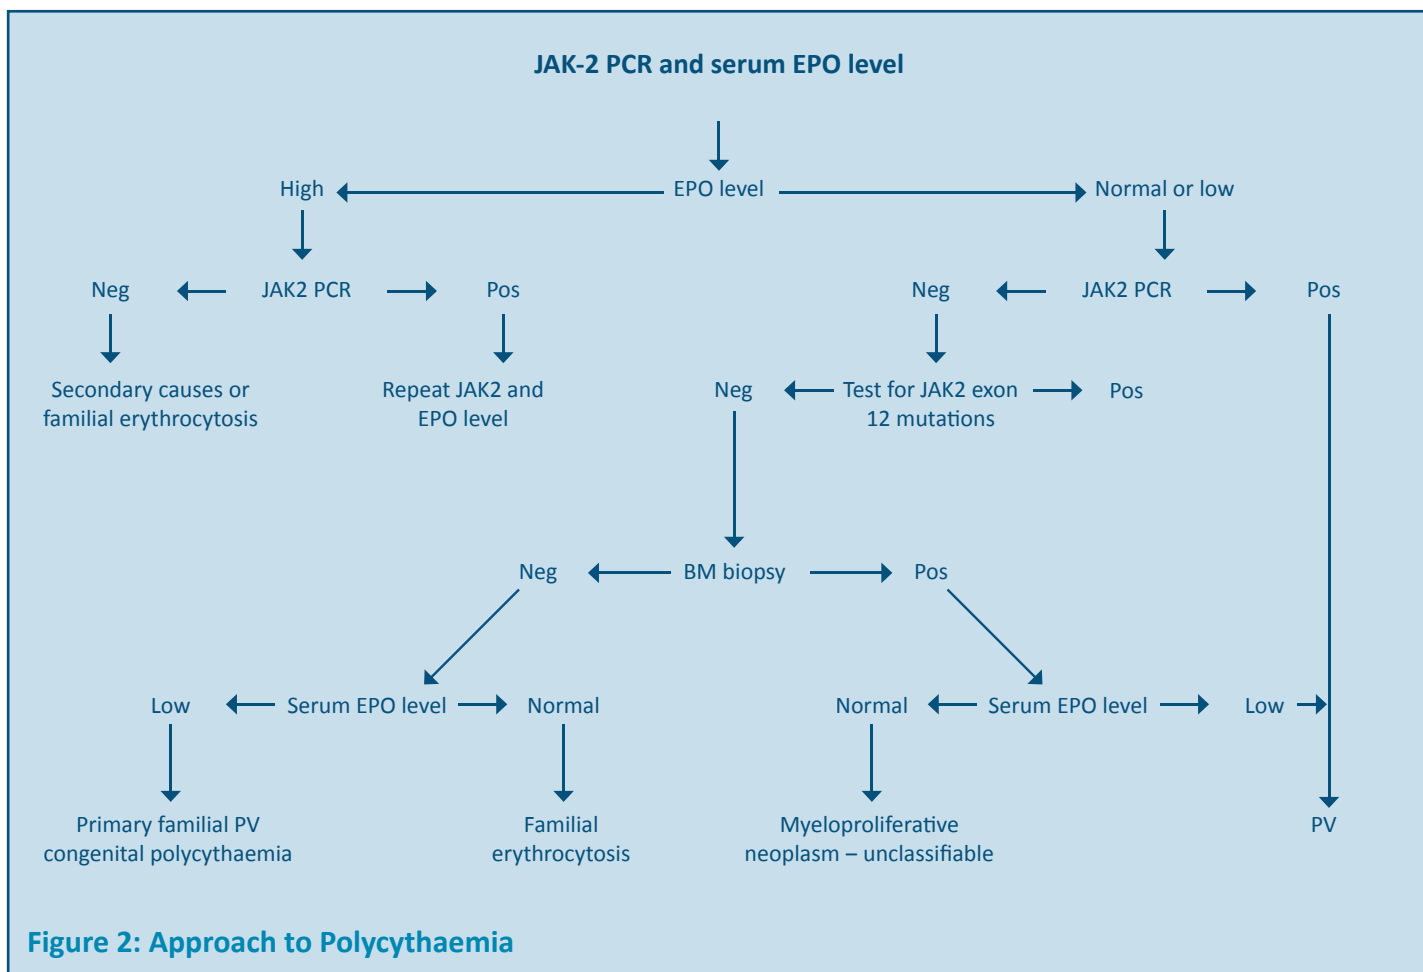 JAK-2 PCR and serum EPO level
High
EPO level
Normal or low
Neg
JAK2 PCR
Pos
Neg
JAK2 PCR
Pos
Secondary causes or
familial erythrocytosis
Repeat JAK2 and
EPO level
Neg
Test for JAK2 exon
12 mutations
Pos
Neg
BM biopsy
Pos
Low
Serum EPO level
Normal
Normal
Serum EPO level
Low
Primary familial PV
congenital polycythaemia
Familial
erythrocytosis
Myeloproliferative
neoplasm – unclassifiable
PV
Figure 2: Approach to Polycythaemia